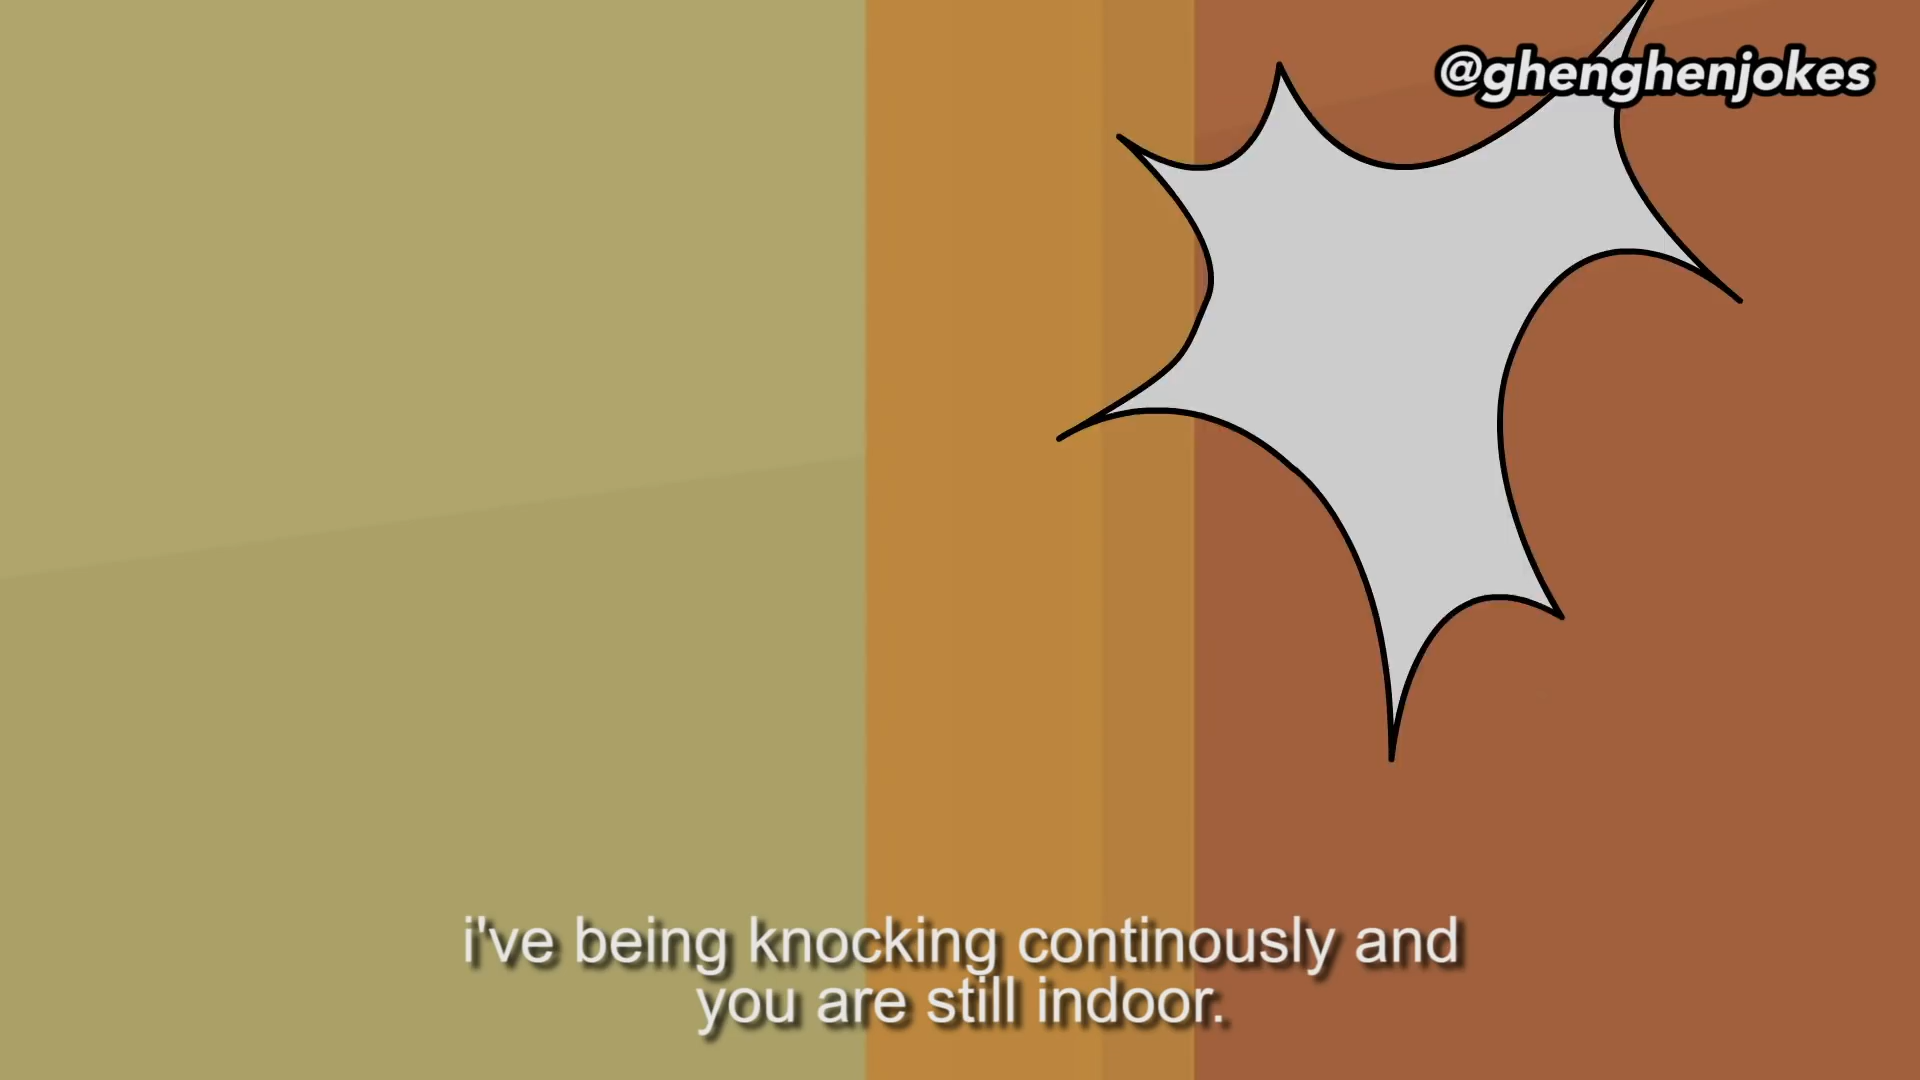 @ghenghenjokes
i've being knocking continously and
you are still indoor.